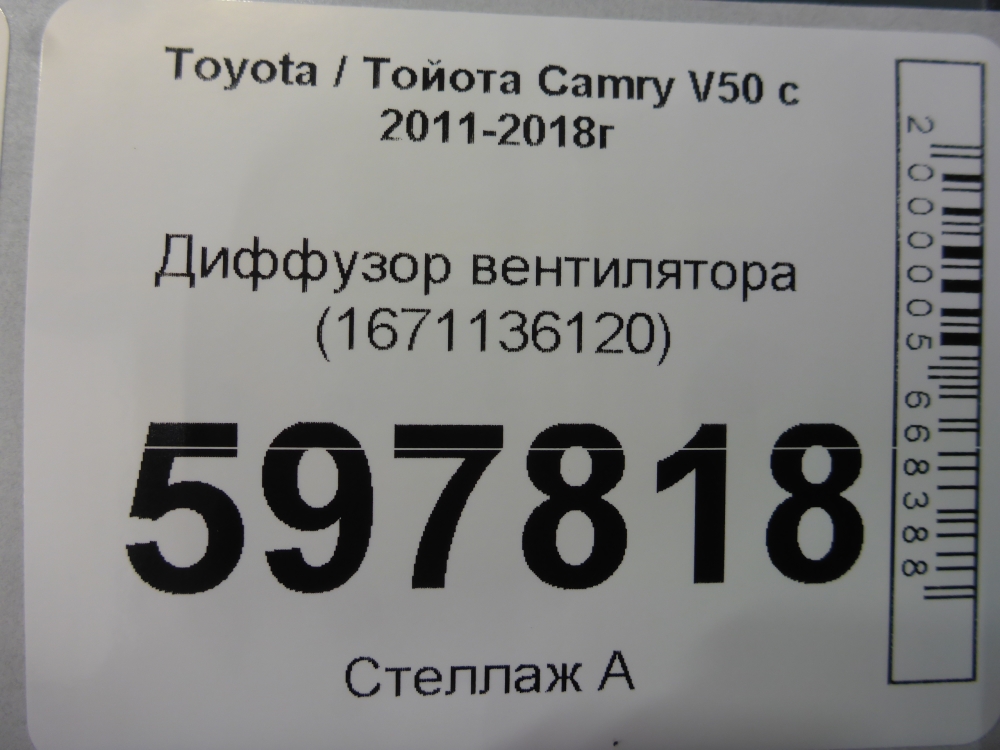 Toyota / Тойота Camry V50 с
2011-2018г
Диффузор вентилятора
(1671136120)
597818
Стеллаж А
2000005668388